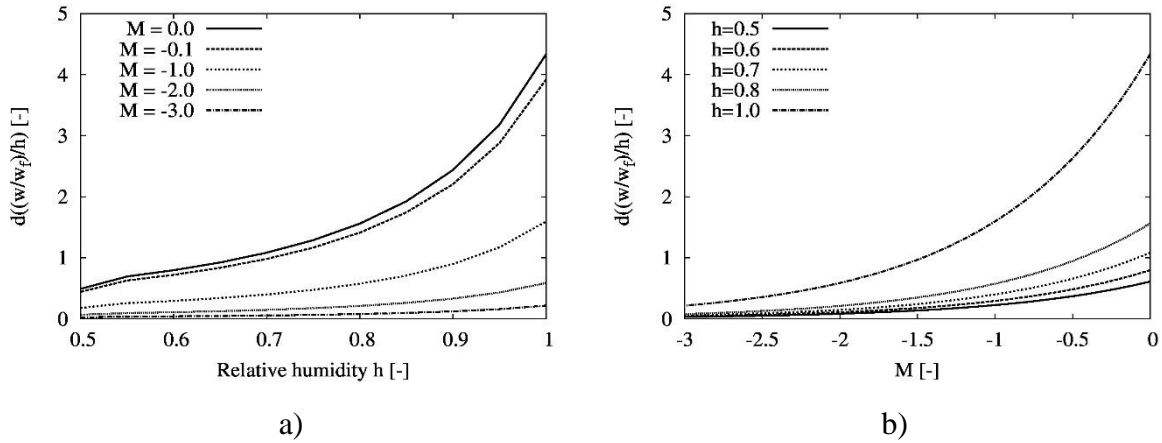 d((w/w_f)/h) [-]
5
4
3
2
1
0
M = 0.0
M = -0.1
M = -1.0
M = -2.0
M = -3.0
0.5 0.6 0.7 0.8 0.9 1
Relative humidity h [-]
a)
d((w/w_f)/h) [-]
5
4
3
2
1
0
h=0.5
h=0.6
h=0.7
h=0.8
h=1.0
-3 -2.5 -2 -1.5 -1 -0.5 0
M [-]
b)